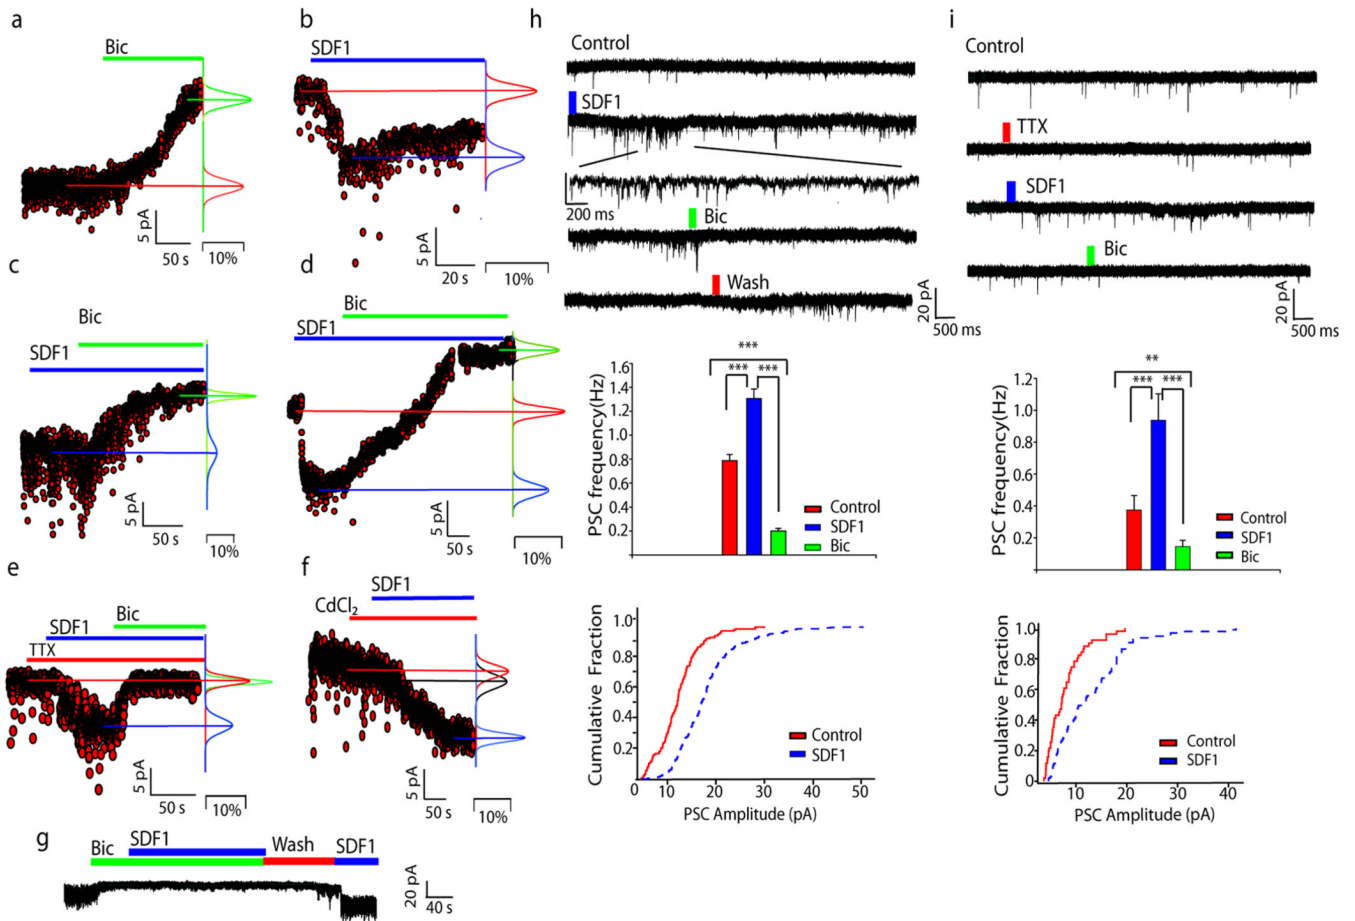 a
Bic
5 pA
50 s
10%
b
SDF1
5 pA
20 s
10%
c
Bic
SDF1
5 pA
50 s
10%
d
Bic
SDF1
5 pA
50 s
10%
e
Bic
SDF1
TTX
5 pA
50 s
10%
f
SDF1
CdCl₂
5 pA
50 s
10%
g
Bic
SDF1
Wash
SDF1
20 pA
40 s
h
Control
SDF1
200 ms
Bic
Wash
20 pA
500 ms
PSC frequency(Hz)
1.6
1.4
1.2
1.0
0.8
0.6
0.4
0.2
***
*** ***
Control
SDF1
Bic
Cumulative Fraction
1.0
0.8
0.6
0.4
0.2
0 10 20 30 40 50
Control
SDF1
PSC Amplitude (pA)
i
Control
TTX
SDF1
Bic
20 pA
500 ms
PSC frequency(Hz)
1.2
1.0
0.8
0.6
0.4
0.2
**
*** ***
Control
SDF1
Bic
Cumulative Fraction
1.0
0.8
0.6
0.4
0.2
0
10 20 30 40
Control
SDF1
PSC Amplitude (pA)